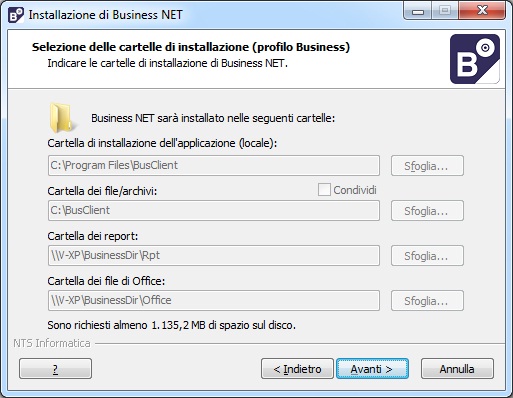 Installazione di Business NET
Selezione delle cartelle di installazione (profilo Business)
Indicare le cartelle di installazione di Business NET.
B
Business NET sarà installato nelle seguenti cartelle:
Cartella di installazione dell'applicazione (locale):
C:\Program Files\BusClient
Sfoglia...
Cartella dei file/archivi:
Condividi
C:\BusClient
Sfoglia...
Cartella dei report:
\\V-XP\BusinessDir\Rpt
Sfoglia...
Cartella dei file di Office:
\\V-XP\BusinessDir\Office
Sfoglia...
Sono richiesti almeno 1.135,2 MB di spazio sul disco.
NTS Informatica
?
< Indietro
Avanti >
Annulla